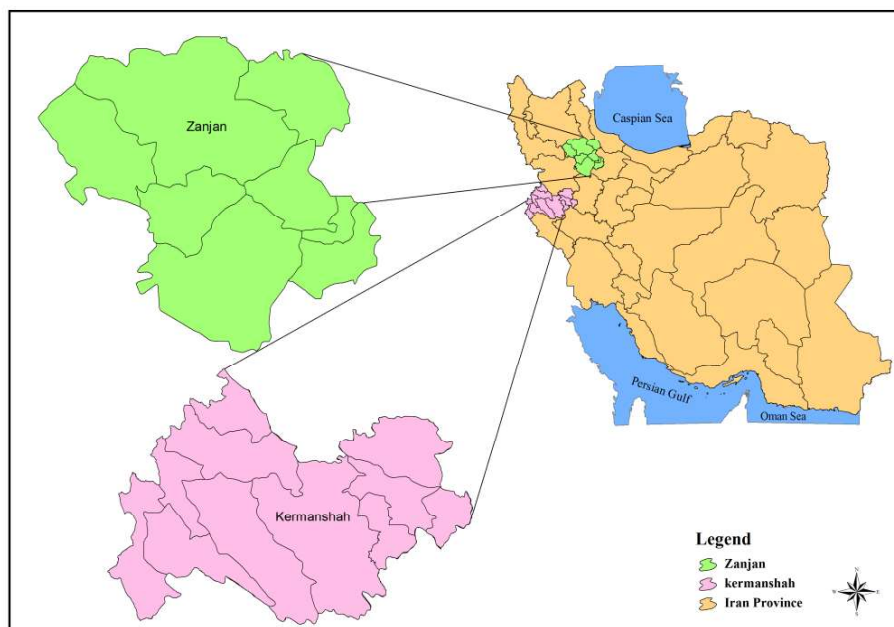 Zanjan
Caspian Sea
Persian Gulf
Oman Sea
Kermanshah
Legend
Zanjan
kermanshah
Iran Province
N
W
E
S